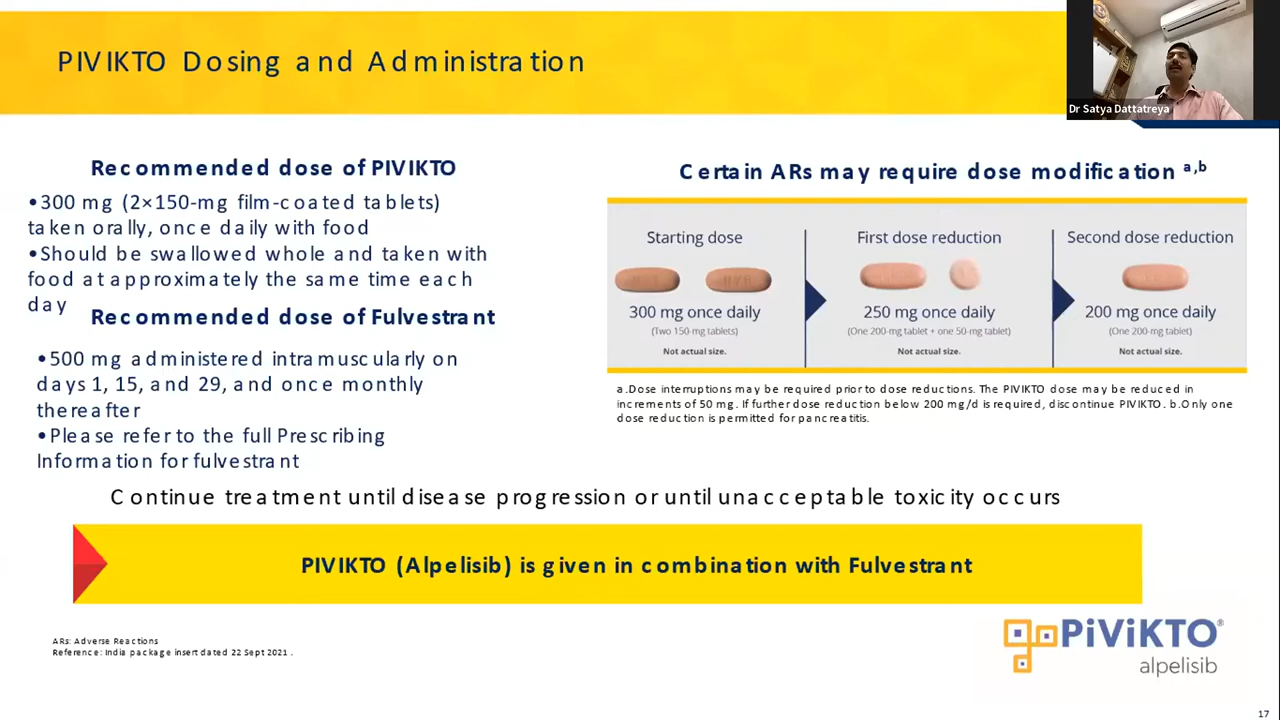 PIVIKTO Dosing and Administration
Dr Satya Dattatreya
Recommended dose of PIVIKTO
•300 mg (2×150-mg film-coated tablets)
taken orally, once daily with food
•Should be swallowed whole and taken with
food at approximately the same time each
day
Recommended dose of Fulvestrant
•500 mg administered intramuscularly on
days 1, 15, and 29, and once monthly
thereafter
•Please refer to the full Prescribing
Information for fulvestrant
Certain ARs may require dose modification a,b
Starting dose
300 mg once daily
(Two 150-mg tablets)
Not actual size.
First dose reduction
250 mg once daily
(One 200-mg tablet + one 50-mg tablet)
Not actual size.
Second dose reduction
200 mg once daily
(One 200-mg tablet)
Not actual size.
a.Dose interruptions may be required prior to dose reductions. The PIVIKTO dose may be reduced in
increments of 50 mg. If further dose reduction below 200 mg/d is required, discontinue PIVIKTO. b.Only one
dose reduction is permitted for pancreatitis.
Continue treatment until disease progression or until unacceptable toxicity occurs
PIVIKTO (Alpelisib) is given in combination with Fulvestrant
ARs: Adverse Reactions
Reference: India package insert dated 22 Sept 2021 .
PiViKTO®
alpelisib
17